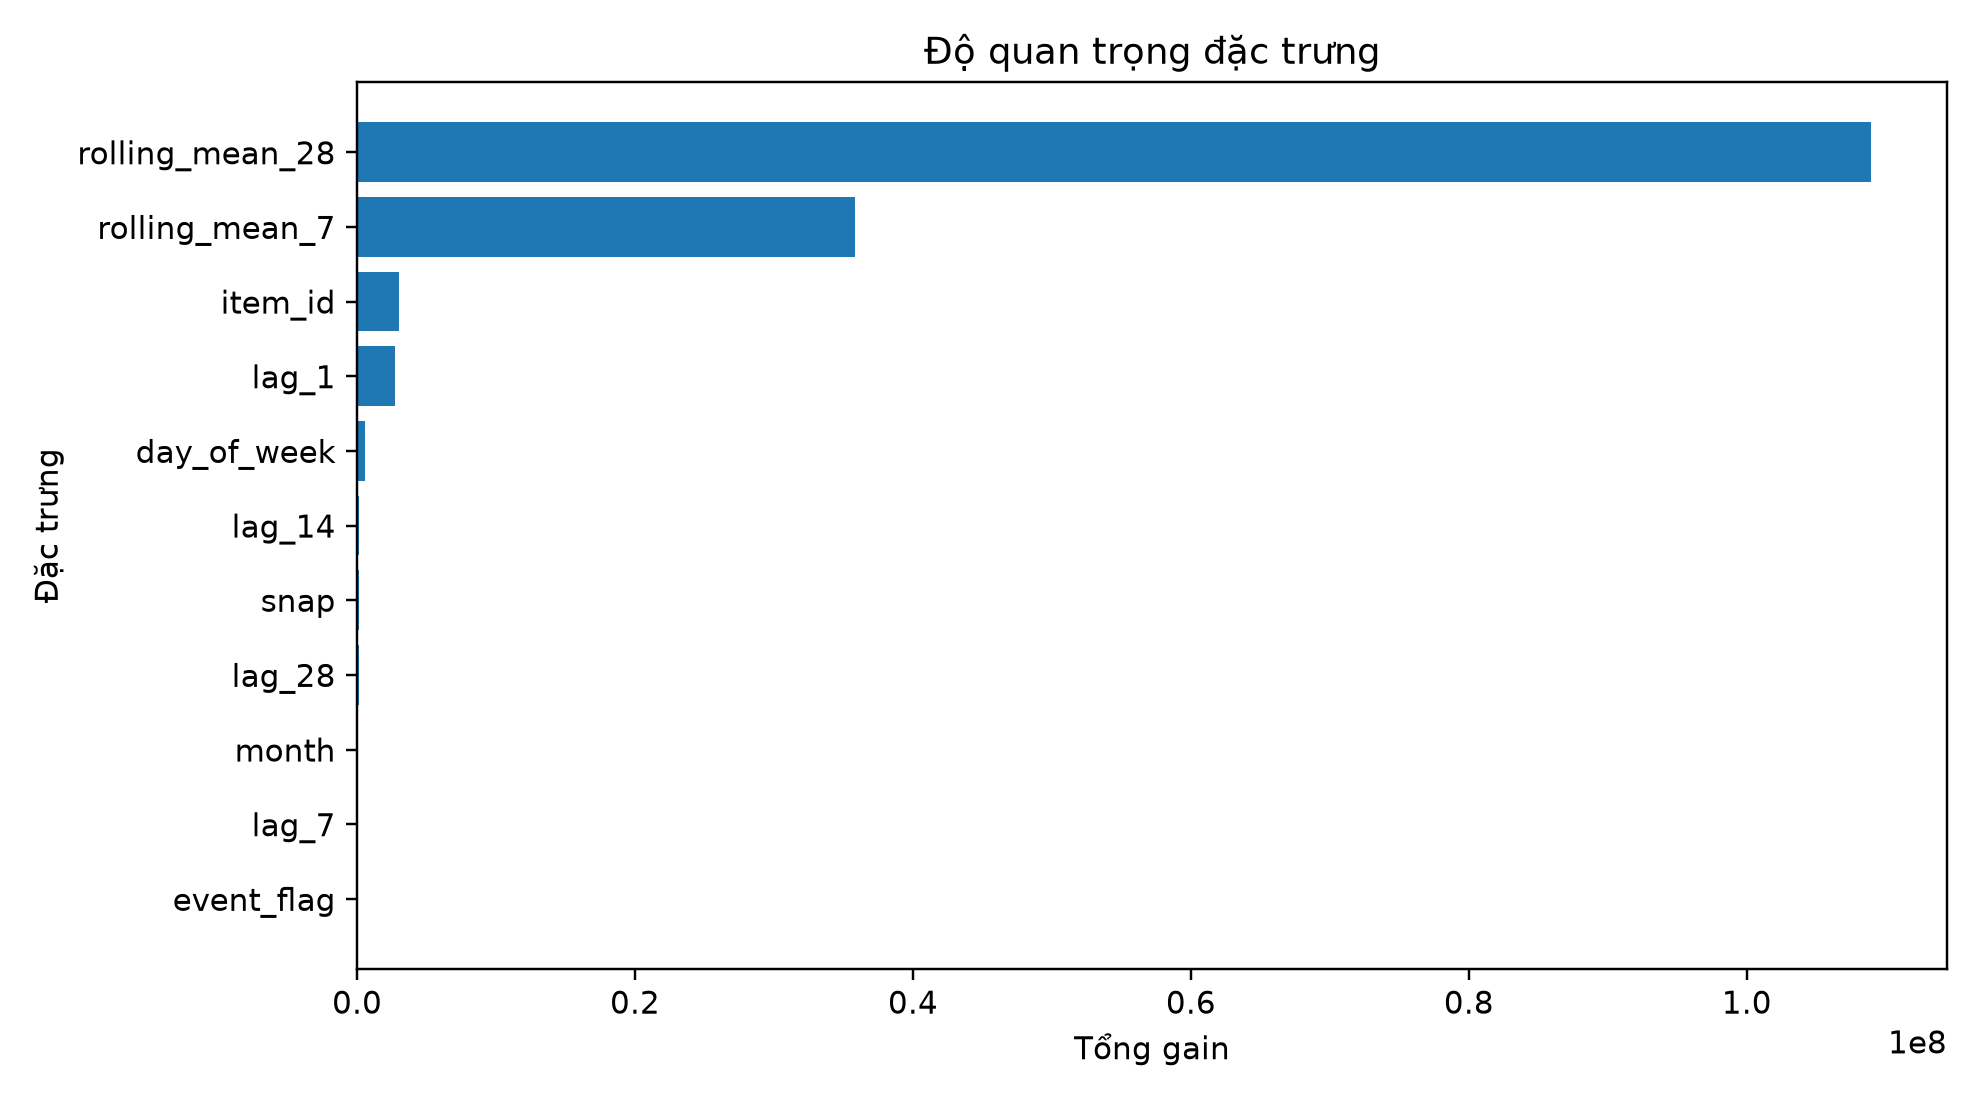 Độ quan trọng đặc trưng
rolling_mean_28
rolling_mean_7
item_id
lag_1
day_of_week
lag_14
snap
lag_28
month
lag_7
event_flag
Đặc trưng
0.0 0.2 0.4 0.6 0.8 1.0
1e8
Tổng gain